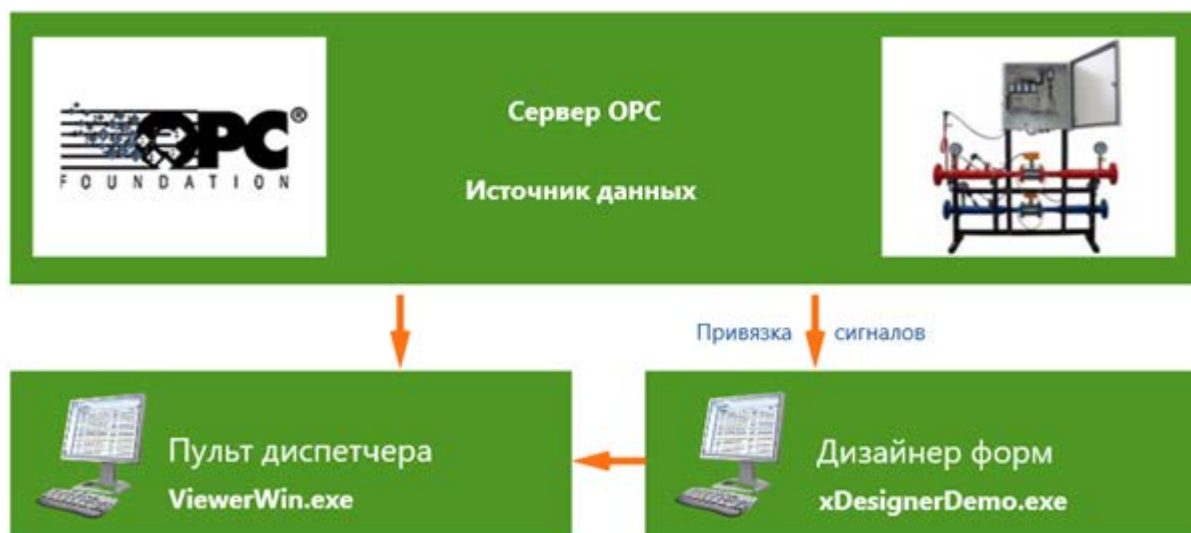 OPC®
FOUNDATION
Сервер OPC
Источник данных
Привязка сигналов
Пульт диспетчера
ViewerWin.exe
Дизайнер форм
xDesignerDemo.exe